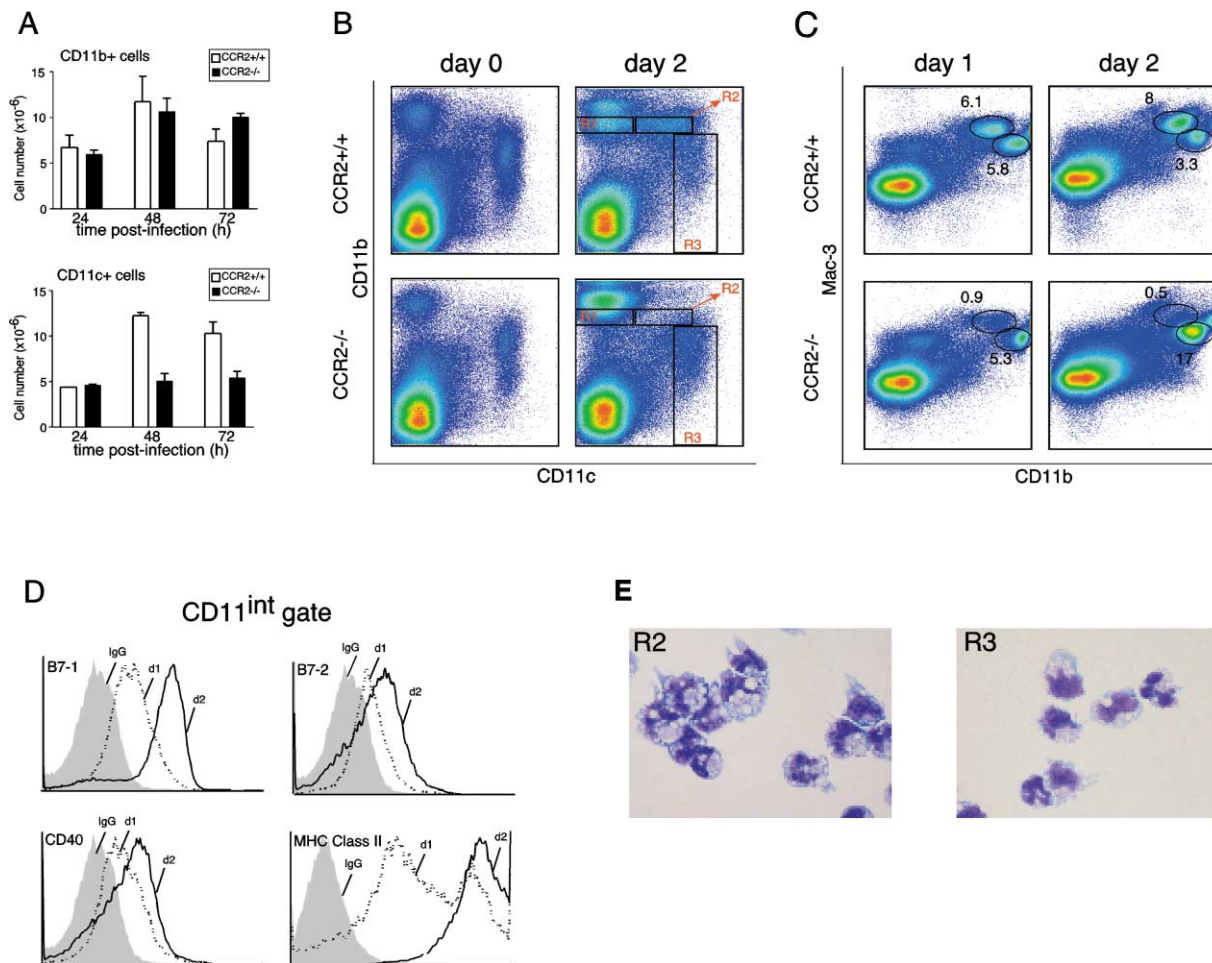 A
CD11b+ cells
CCR2+/+
CCR2-/-
Cell number (x10⁻⁶)
15
10
5
0
24
48
72
time post-infection (h)
CD11c+ cells
CCR2+/+
CCR2-/-
Cell number (x10⁻⁶)
15
10
5
0
24
48
72
time post-infection (h)
B
day 0
day 2
CCR2+/+
CCR2-/-
R1
R2
R3
R1
R2
R3
CD11b
CD11c
C
day 1
day 2
CCR2+/+
CCR2-/-
6.1
5.8
8
3.3
0.9
5.3
0.5
17
Mac-3
CD11b
D
CD11ⁱⁿᵗ gate
B7-1
IgG
d1
d2
B7-2
IgG
d1
d2
CD40
IgG
d1
d2
MHC Class II
IgG
d1
d2
E
R2
R3